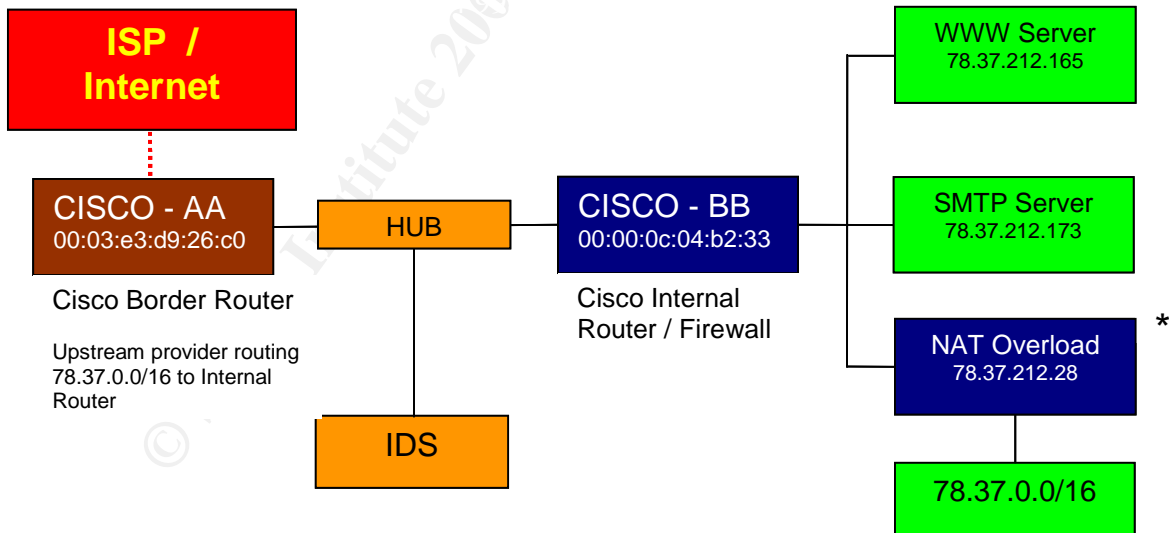 ISP /
Internet
CISCO - AA
00:03:e3:d9:26:c0
Cisco Border Router
Upstream provider routing
78.37.0.0/16 to Internal
Router
HUB
IDS
CISCO - BB
00:00:0c:04:b2:33
Cisco Internal
Router / Firewall
WWW Server
78.37.212.165
SMTP Server
78.37.212.173
NAT Overload
78.37.212.28
*
78.37.0.0/16
©
Institute 200